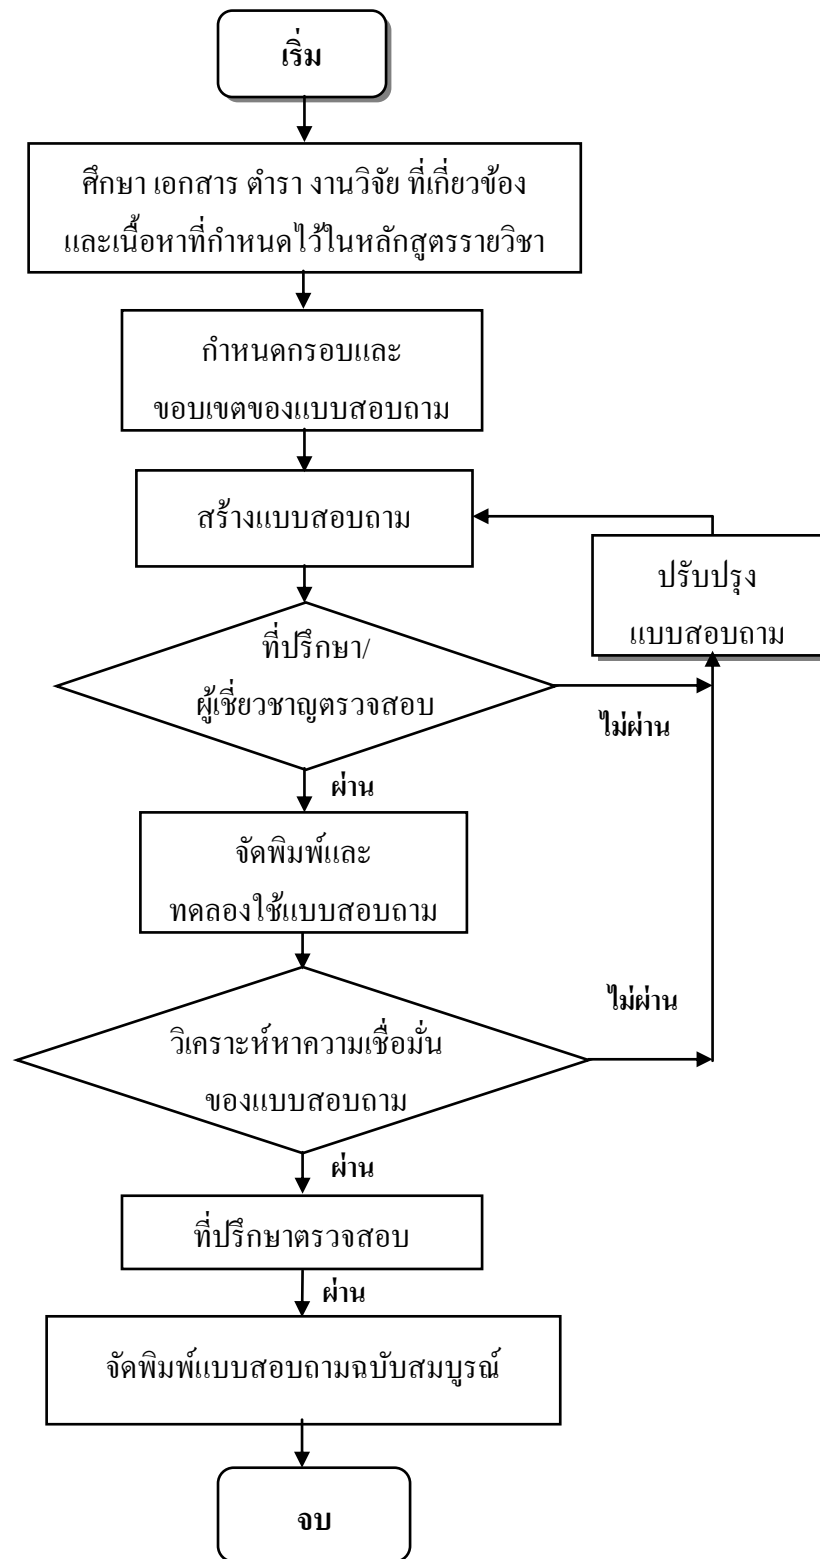 เริ่ม
ศึกษา เอกสาร ตำรา งานวิจัย ที่เกี่ยวข้อง
และเนื้อหาที่กำหนดไว้ในหลักสูตรรายวิชา
กำหนดกรอบและ
ขอบเขตของแบบสอบถาม
สร้างแบบสอบถาม
ปรับปรุง
แบบสอบถาม
ที่ปรึกษา/
ผู้เชี่ยวชาญตรวจสอบ
ไม่ผ่าน
ผ่าน
จัดพิมพ์และ
ทดลองใช้แบบสอบถาม
ไม่ผ่าน
วิเคราะห์หาความเชื่อมั่น
ของแบบสอบถาม
ผ่าน
ที่ปรึกษาตรวจสอบ
ผ่าน
จัดพิมพ์แบบสอบถามฉบับสมบูรณ์
จบ